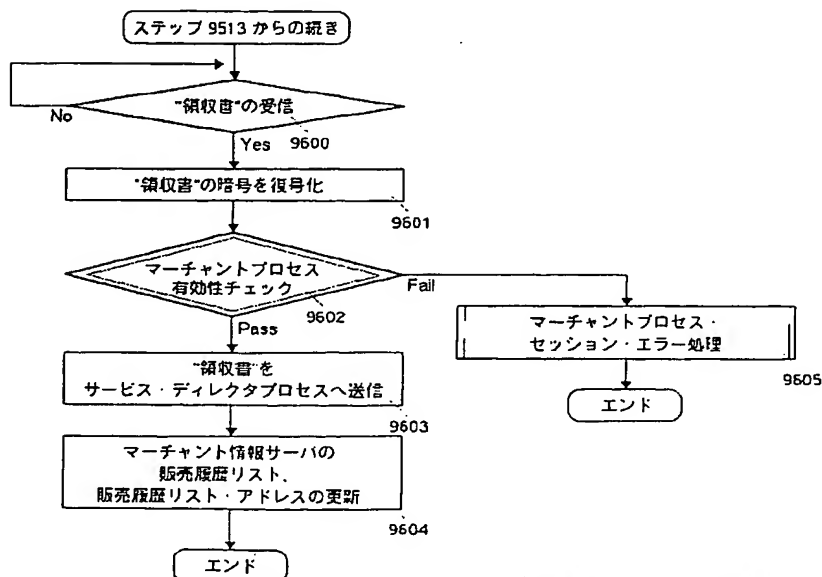 ステップ 9513 からの続き
"領収書"の受信
No
9600
Yes
"領収書"の暗号を復号化
9601
マーチャントプロセス
有効性チェック
Fail
9602
Pass
マーチャントプロセス・
セッション・エラー処理
9605
エンド
"領収書"を
サービス・ディレクタプロセスへ送信
9603
マーチャント情報サーバの
販売履歴リスト、
販売履歴リスト・アドレスの更新
9604
エンド